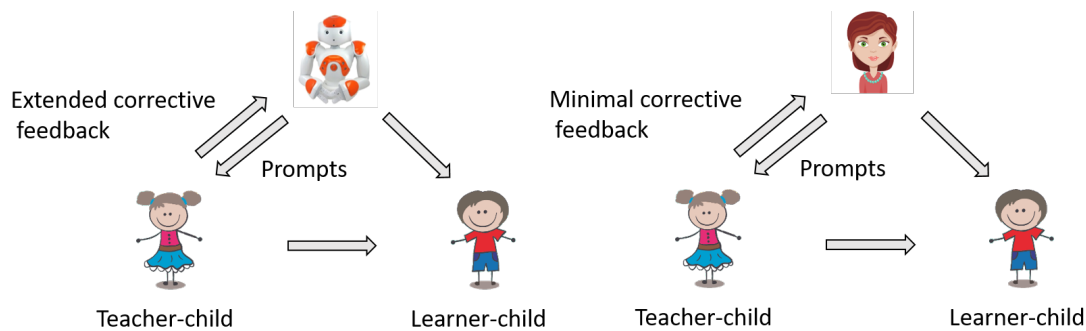 Extended corrective
feedback
Prompts
Teacher-child
Learner-child
Minimal corrective
feedback
Prompts
Teacher-child
Learner-child